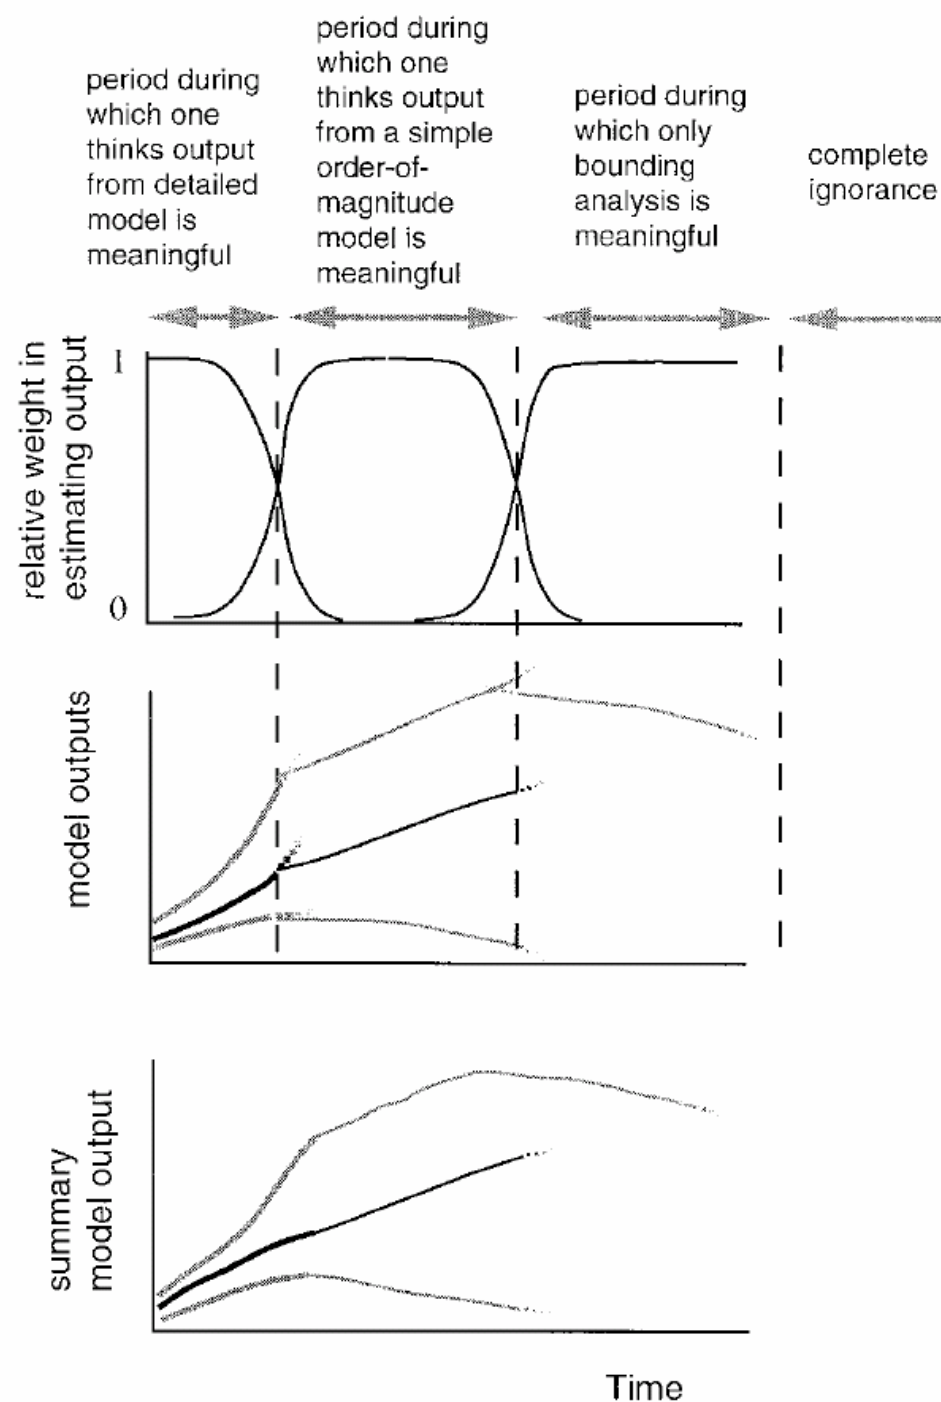 period during
which one
thinks output
from detailed
model is
meaningful
period during
which one
thinks output
from a simple
order-of-
magnitude
model is
meaningful
period during
which only
bounding
analysis is
meaningful
complete
ignorance
relative weight in
estimating output
1
0
model outputs
summary
model output
Time